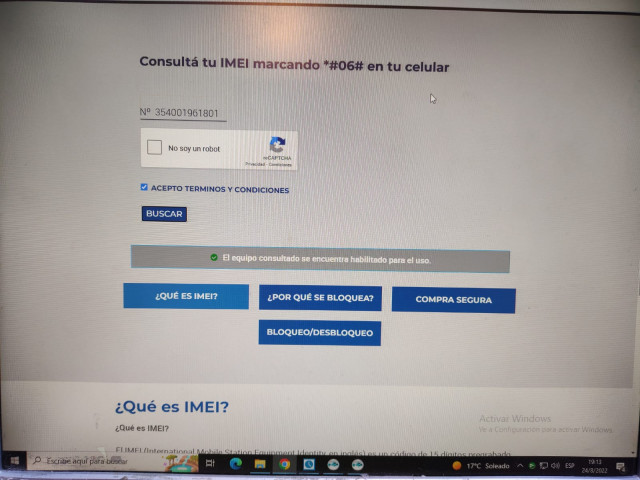 Consultá tu IMEI marcando *#06# en tu celular
Nº 354001961801
No soy un robot
reCAPTCHA
Privacidad - Condiciones
ACEPTO TERMINOS Y CONDICIONES
BUSCAR
El equipo consultado se encuentra habilitado para el uso.
¿QUÉ ES IMEI?
¿POR QUÉ SE BLOQUEA?
COMPRA SEGURA
BLOQUEO/DESBLOQUEO
¿Qué es IMEI?
¿Qué es IMEI?
Activar Windows
Ve a Configuración para activar Windows.
El IMEI (International Mobile Station Equipment Identity, en inglés) es un código de 15 dígitos pregrabado
Escribe aquí para buscar
17°C Soleado
ESP
19:13
24/8/2022